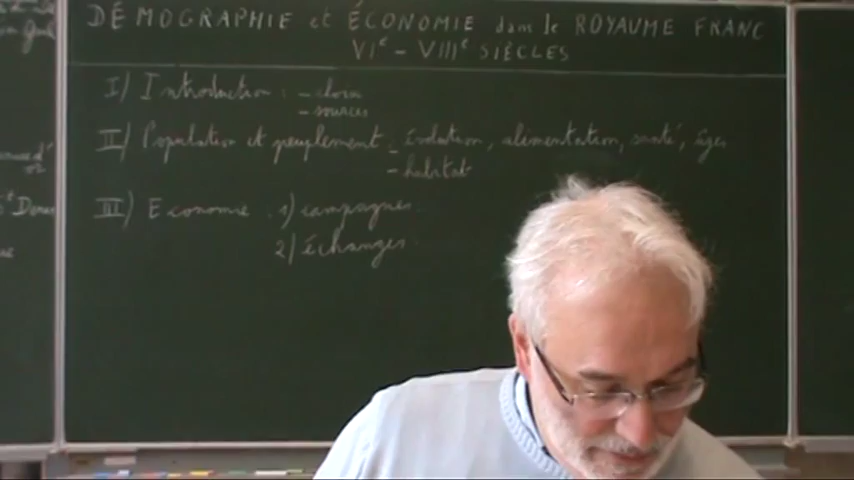 DÉMOGRAPHIE et ÉCONOMIE dans le ROYAUME FRANC
VIe - VIIIe SIÈCLES
I) Introduction : - choix
- sources
II) Population et peuplement - évolution, alimentation, santé, âges
- habitat
III) Economie . 1) campagnes
2) échanges